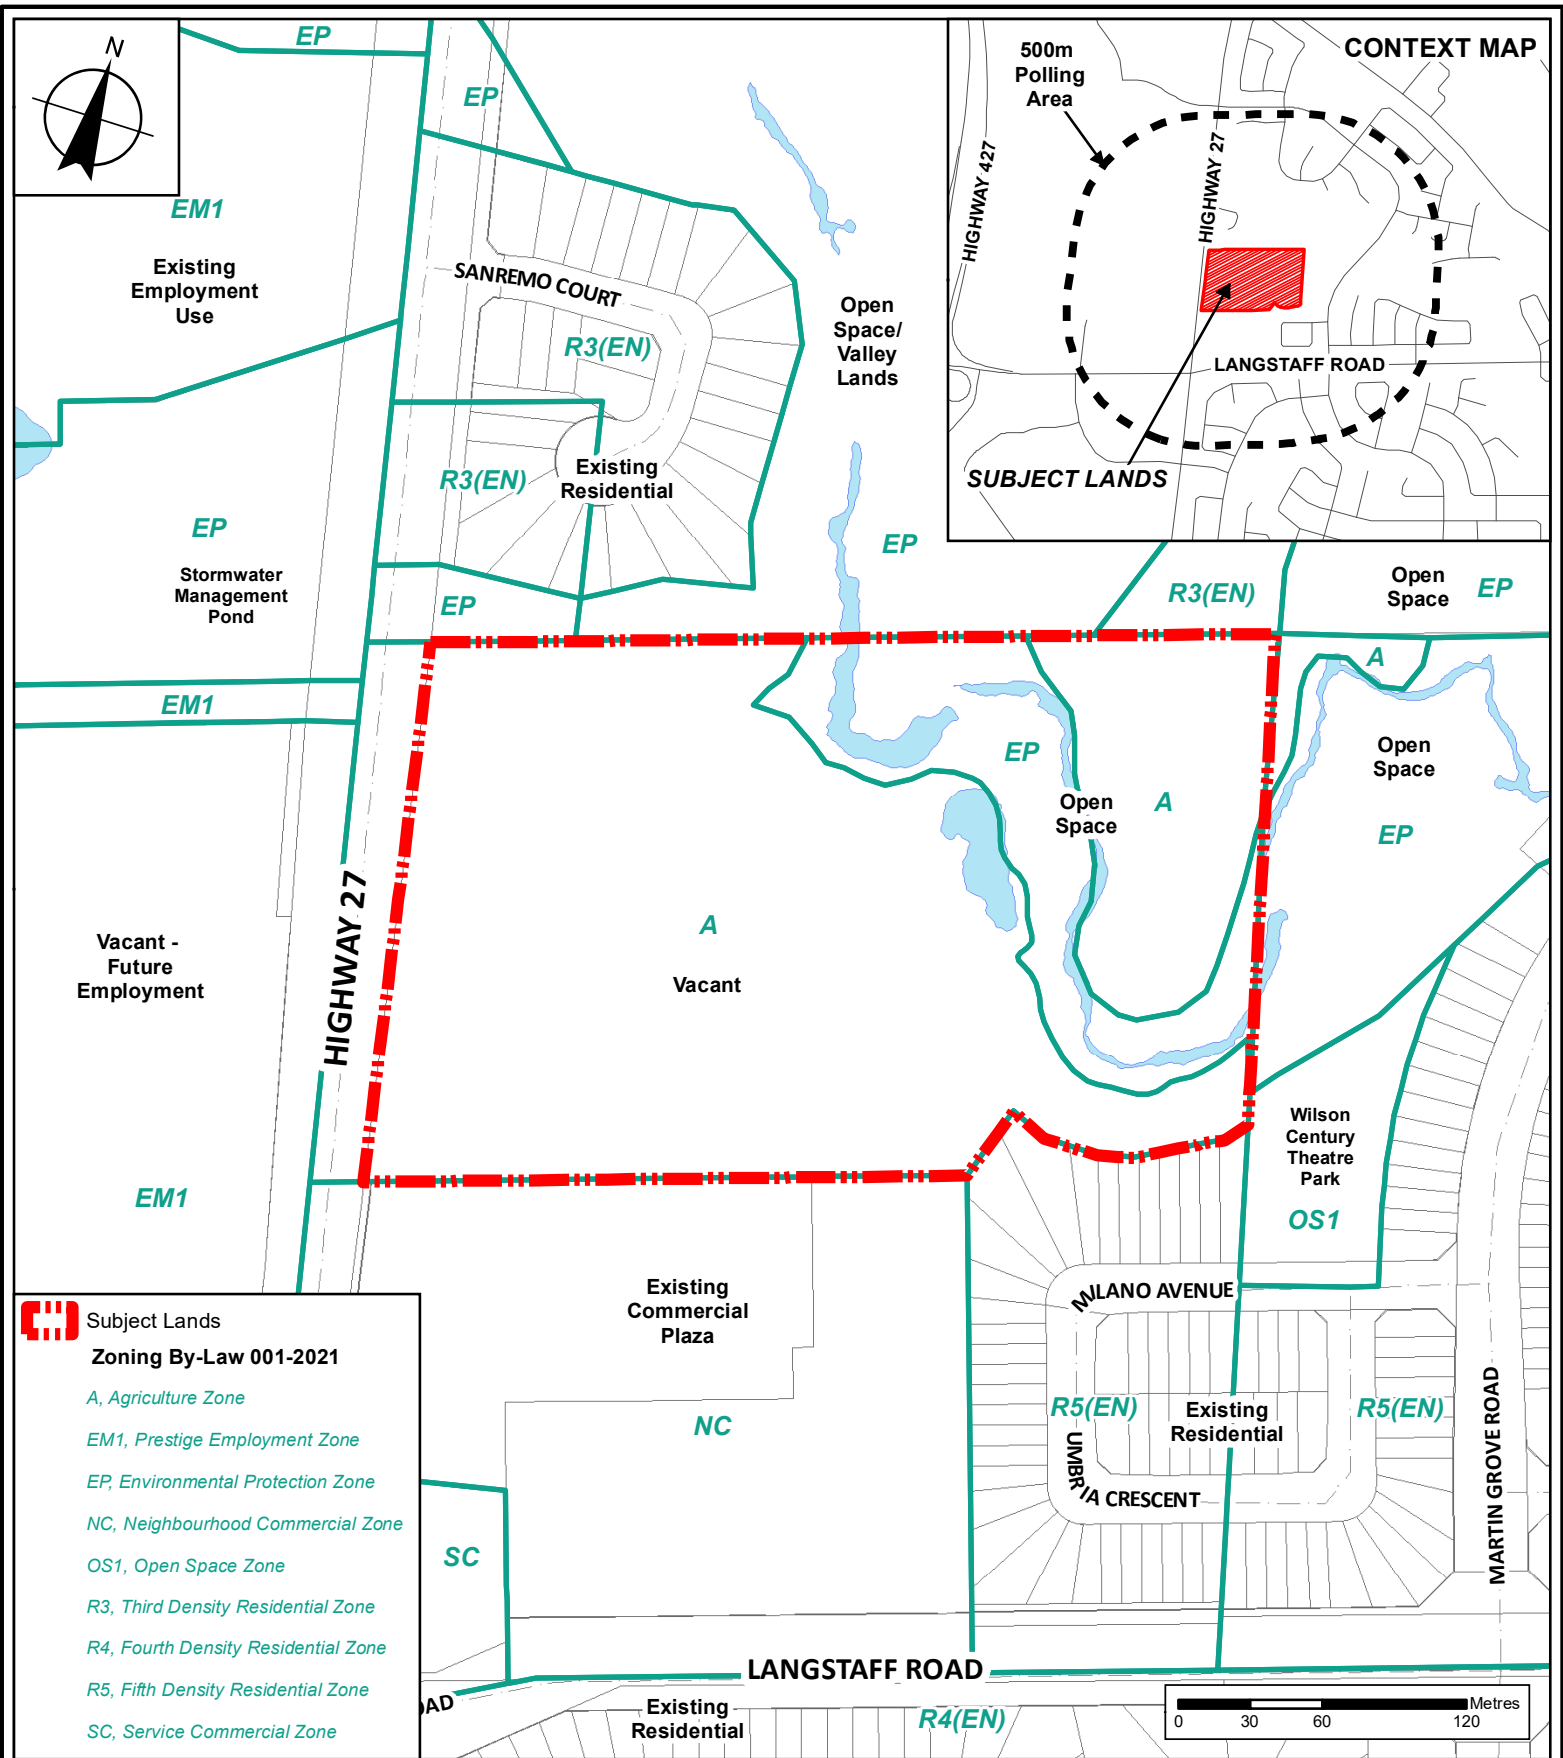 N
EP
EP
EM1
Existing
Employment
Use
SANREMO COURT
R3(EN)
Open
Space/
Valley
Lands
CONTEXT MAP
500m
Polling
Area
HIGHWAY 427
HIGHWAY 27
LANGSTAFF ROAD
SUBJECT LANDS
R3(EN)
Existing
Residential
EP
Stormwater
Management
Pond
EP
EP
R3(EN)
Open
Space
EP
A
EM1
EP
Open
Space
A
Open
Space
EP
HIGHWAY 27
Vacant -
Future
Employment
A
Vacant
EM1
Wilson
Century
Theatre
Park
OS1
Existing
Commercial
Plaza
NC
MILANO AVENUE
R5(EN)
Existing
Residential
R5(EN)
UMBRIA CRESCENT
MARTIN GROVE ROAD
SC
LANGSTAFF ROAD
OAD
Existing
Residential
R4(EN)
Subject Lands
Zoning By-Law 001-2021
A, Agriculture Zone
EM1, Prestige Employment Zone
EP, Environmental Protection Zone
NC, Neighbourhood Commercial Zone
OS1, Open Space Zone
R3, Third Density Residential Zone
R4, Fourth Density Residential Zone
R5, Fifth Density Residential Zone
SC, Service Commercial Zone
Metres
0 30 60 120